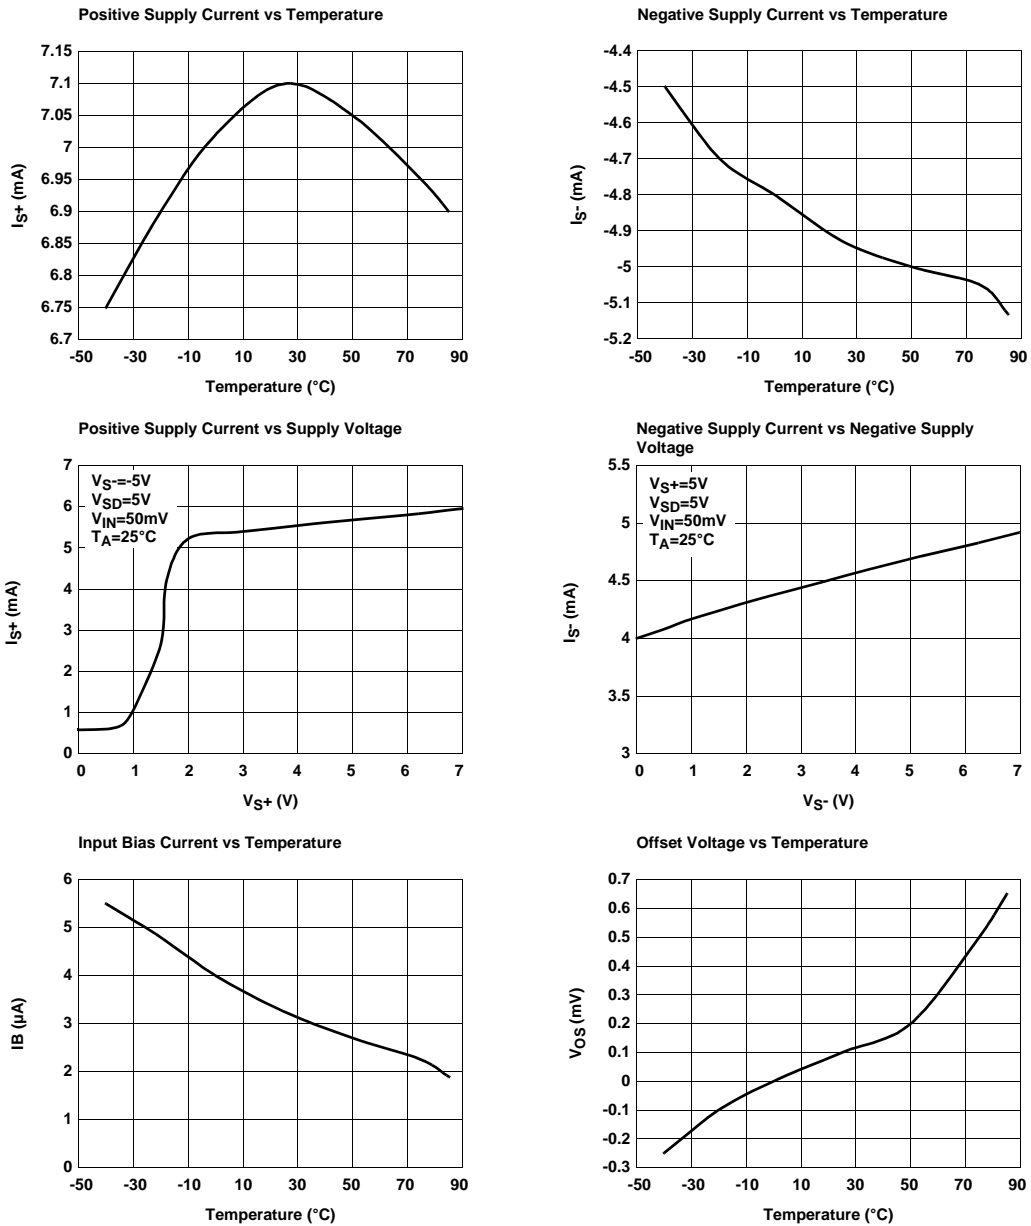 Positive Supply Current vs Temperature
7.15
7.1
7.05
7
6.95
6.9
6.85
6.8
6.75
6.7
IS+ (mA)
-50 -30 -10 10 30 50 70 90
Temperature (°C)
Negative Supply Current vs Temperature
-4.4
-4.5
-4.6
-4.7
-4.8
-4.9
-5
-5.1
-5.2
IS- (mA)
-50 -30 -10 10 30 50 70 90
Temperature (°C)
Positive Supply Current vs Supply Voltage
7
6
5
4
3
2
1
0
IS+ (mA)
VS-=-5V
VSD=5V
VIN=50mV
TA=25°C
0 1 2 3 4 5 6 7
VS+ (V)
Negative Supply Current vs Negative Supply
Voltage
5.5
5
4.5
4
3.5
3
IS- (mA)
VS+=5V
VSD=5V
VIN=50mV
TA=25°C
0 1 2 3 4 5 6 7
VS- (V)
Input Bias Current vs Temperature
6
5
4
3
2
1
0
IB (µA)
-50 -30 -10 10 30 50 70 90
Temperature (°C)
Offset Voltage vs Temperature
0.7
0.6
0.5
0.4
0.3
0.2
0.1
0
-0.1
-0.2
-0.3
VOS (mV)
-50 -30 -10 10 30 50 70 90
Temperature (°C)